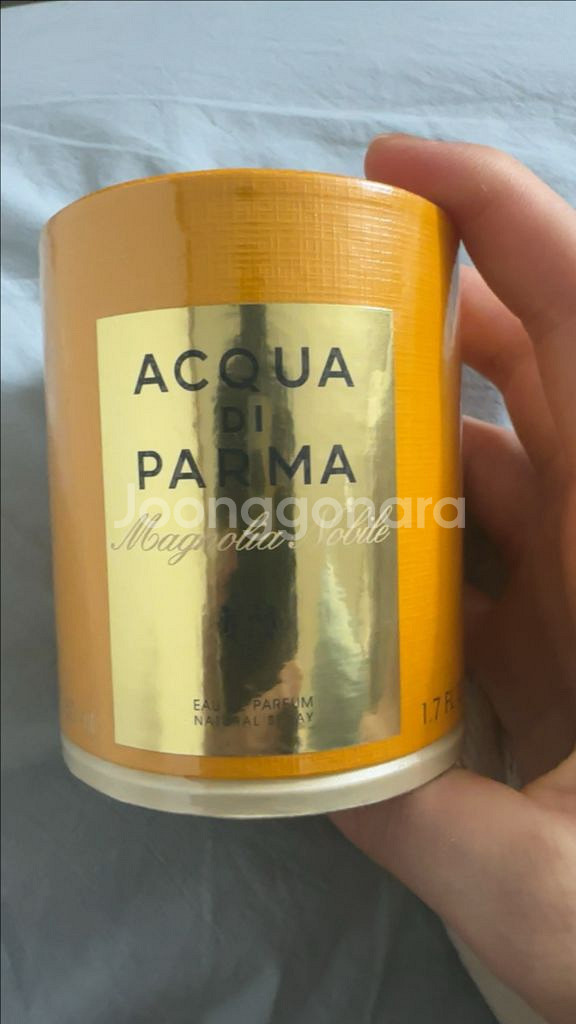 ACQUA
DI
PARMA
Joonggonara
Magnolia Nobile
EAU DE PARFUM
NATURAL SPRAY
1.7 FL